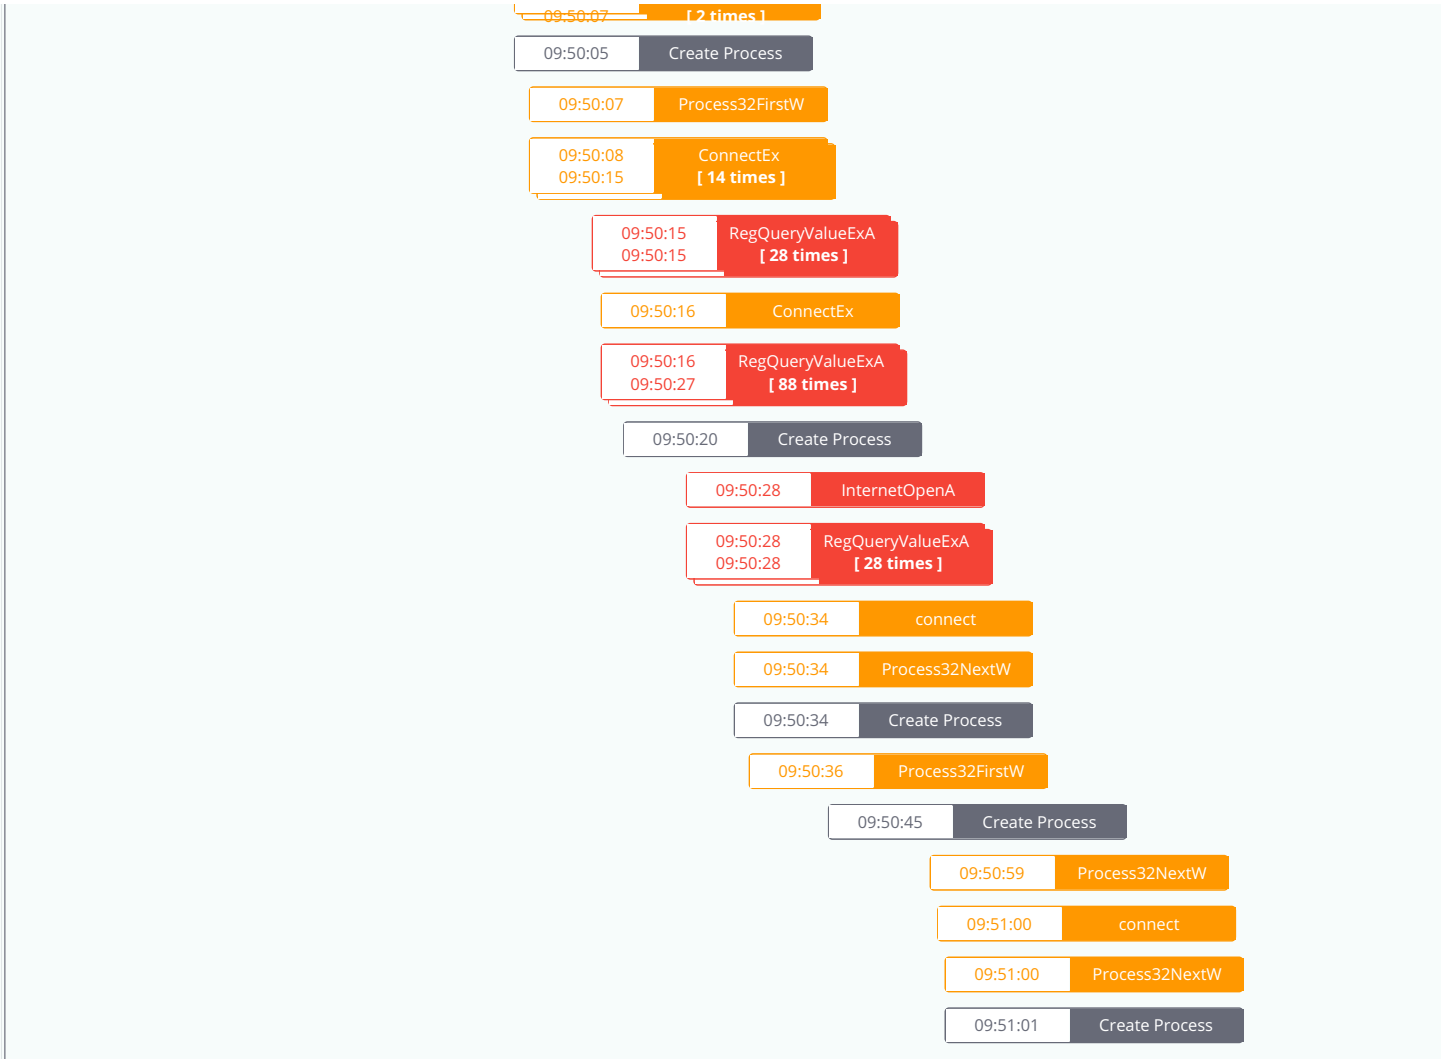 09:50:07 [ 2 times ]
09:50:05 Create Process
09:50:07 Process32FirstW
09:50:08 ConnectEx
09:50:15 [ 14 times ]
09:50:15 RegQueryValueExA
09:50:15 [ 28 times ]
09:50:16 ConnectEx
09:50:16 RegQueryValueExA
09:50:27 [ 88 times ]
09:50:20 Create Process
09:50:28 InternetOpenA
09:50:28 RegQueryValueExA
09:50:28 [ 28 times ]
09:50:34 connect
09:50:34 Process32NextW
09:50:34 Create Process
09:50:36 Process32FirstW
09:50:45 Create Process
09:50:59 Process32NextW
09:51:00 connect
09:51:00 Process32NextW
09:51:01 Create Process